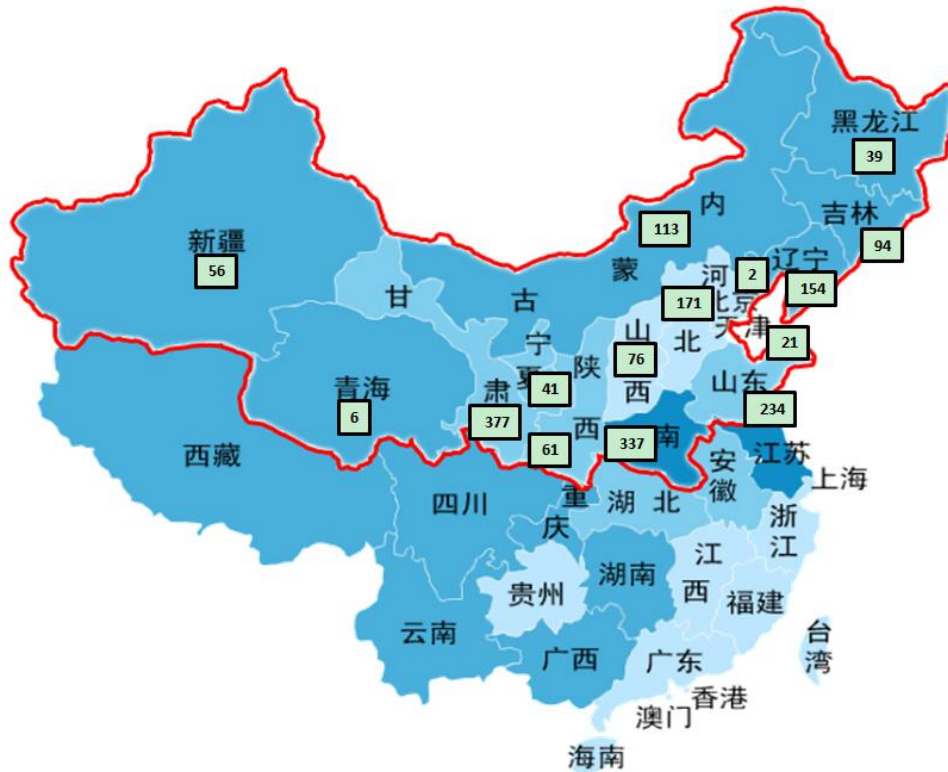 黑龙江
39
内
蒙
古
113
吉林
94
新疆
56
辽宁
154
2
河
北
171
北京
天津
21
甘
肃
377
宁
夏
41
山
西
76
陕
西
61
山东
234
青海
6
南
337
西藏
江苏
安
徽
上海
四川
重
庆
湖北
浙
江
贵州
湖南
江
西
福建
云南
广西
广东
台
湾
香港
澳门
海南